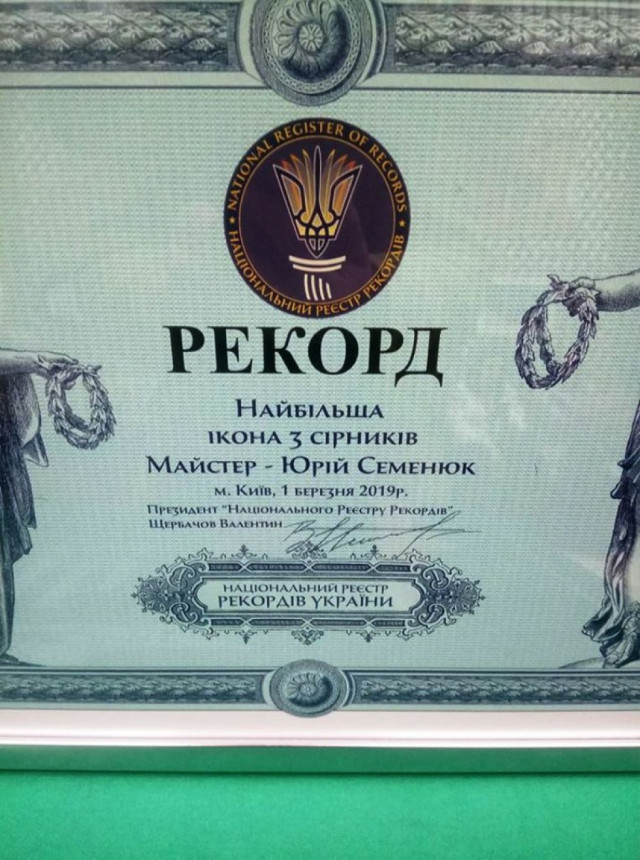 NATIONAL REGISTER OF RECORDS
НАЦІОНАЛЬНИЙ РЕЄСТР РЕКОРДІВ
РЕКОРД
Найбільша
ікона з сірників
Майстер - Юрій Семенюк
м. Київ, 1 березня 2019р.
Президент "Національного Реєстру Рекордів"
Щербачов Валентин
НАЦІОНАЛЬНИЙ РЕЄСТР
РЕКОРДІВ УКРАЇНИ